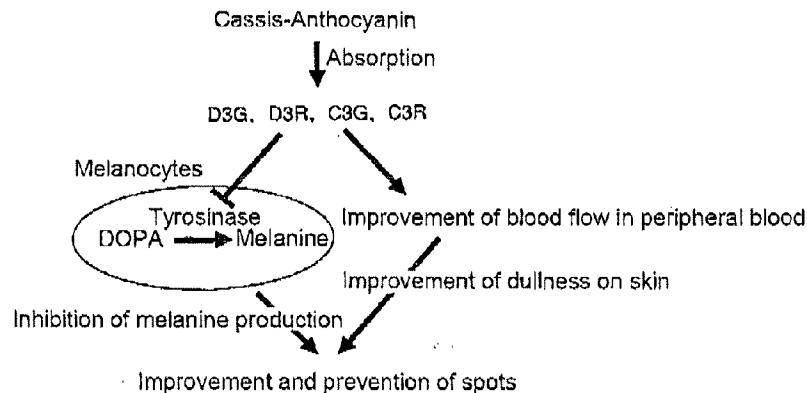 Cassis-Anthocyanin
Absorption
D3G, D3R, C3G, C3R
Melanocytes
Tyrosinase
DOPA
Melanine
Improvement of blood flow in peripheral blood
Improvement of dullness on skin
Inhibition of melanine production
Improvement and prevention of spots